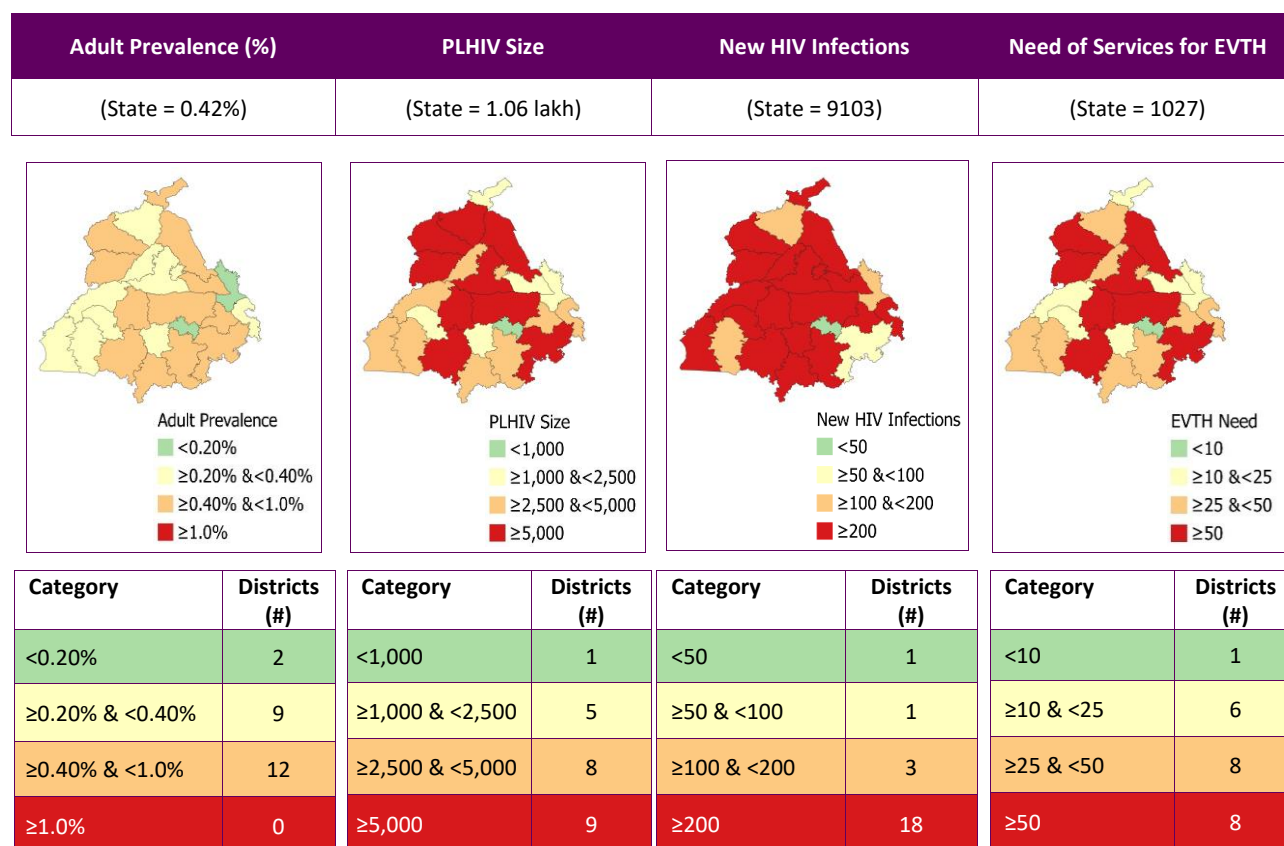 Adult Prevalence (%) PLHIV Size New HIV Infections Need of Services for EVTH
(State = 0.42%) (State = 1.06 lakh) (State = 9103) (State = 1027)
Adult Prevalence
<0.20%
≥0.20% &<0.40%
≥0.40% &<1.0%
≥1.0%
PLHIV Size
<1,000
≥1,000 &<2,500
≥2,500 &<5,000
≥5,000
New HIV Infections
<50
≥50 &<100
≥100 &<200
≥200
EVTH Need
<10
≥10 &<25
≥25 &<50
≥50
Category Districts
(#)
<0.20% 2
≥0.20% & <0.40% 9
≥0.40% & <1.0% 12
≥1.0% 0
Category Districts
(#)
<1,000 1
≥1,000 & <2,500 5
≥2,500 & <5,000 8
≥5,000 9
Category Districts
(#)
<50 1
≥50 & <100 1
≥100 & <200 3
≥200 18
Category Districts
(#)
<10 1
≥10 & <25 6
≥25 & <50 8
≥50 8